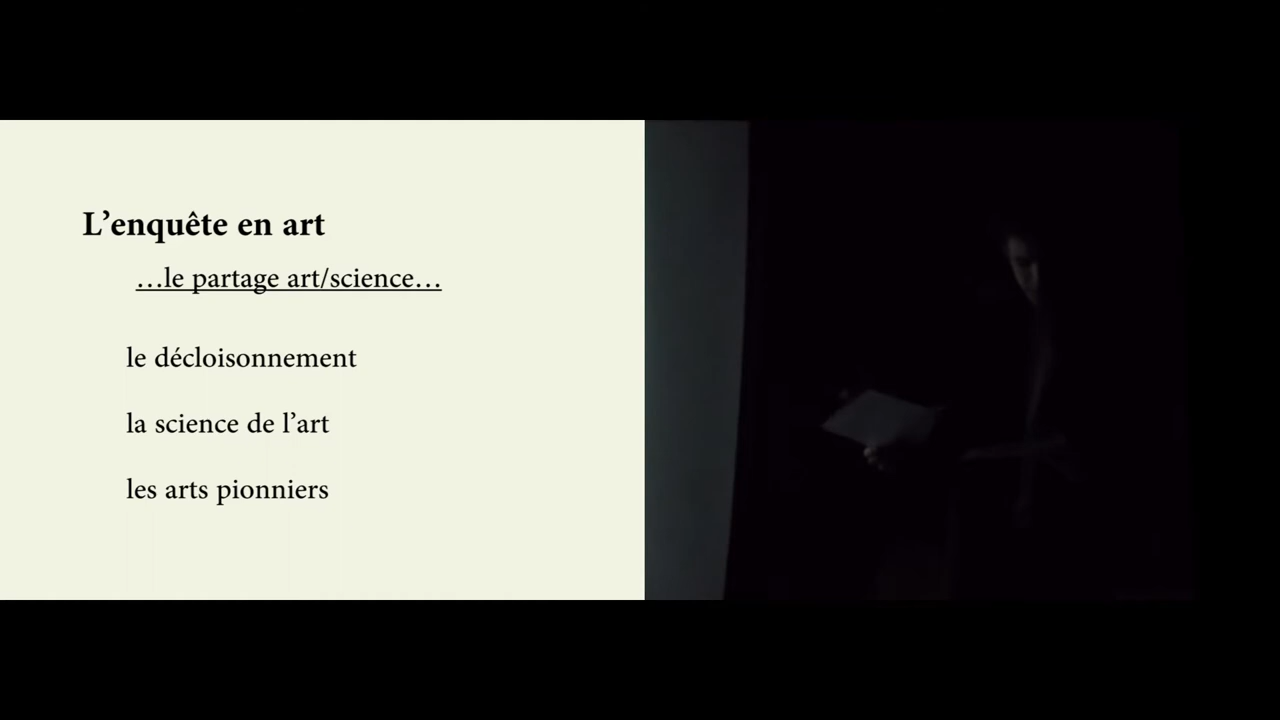 L’enquête en art
…le partage art/science…
le décloisonnement
la science de l’art
les arts pionniers